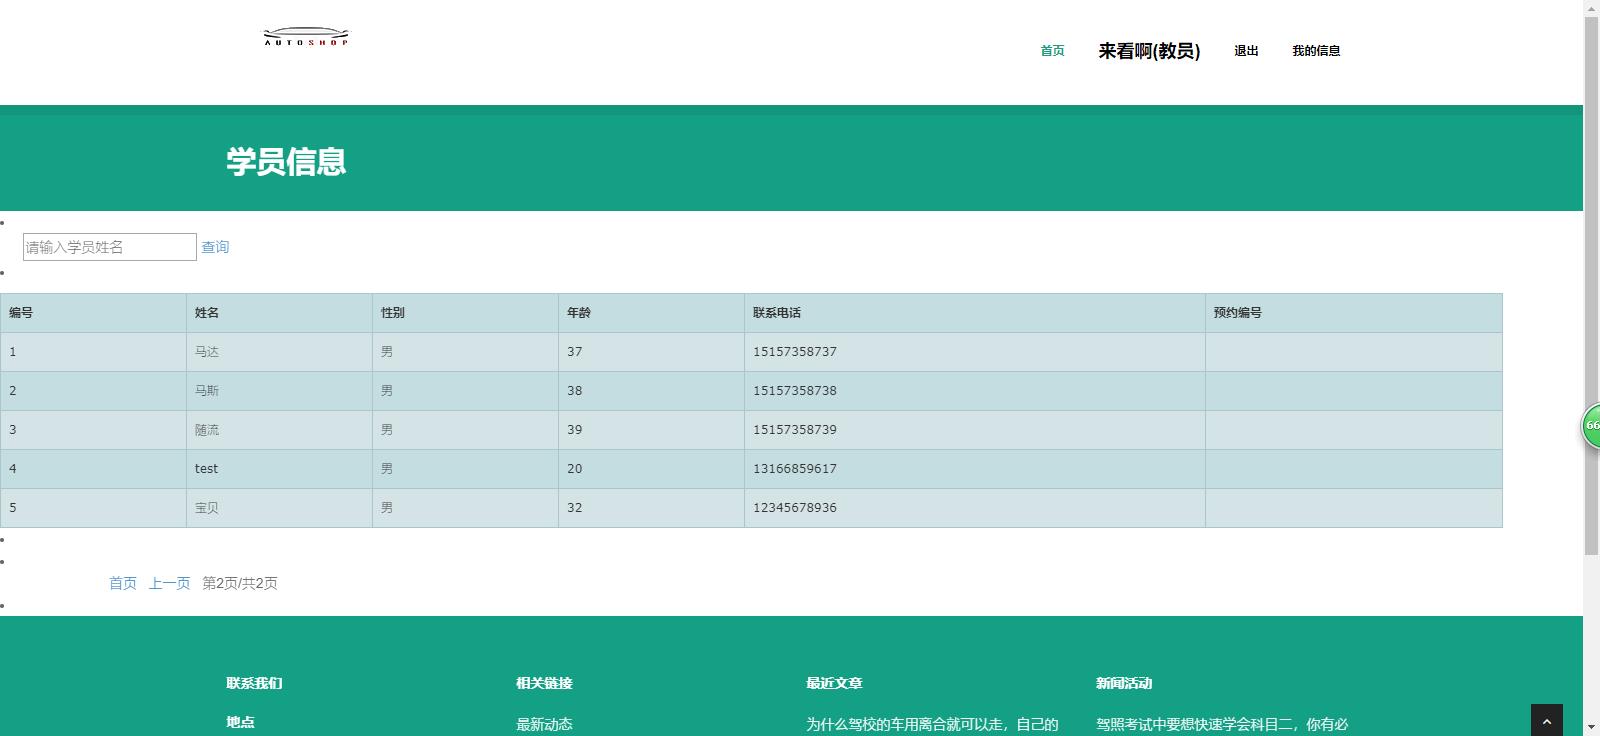 AUTOSHOP
首页 来看啊(教员) 退出 我的信息
学员信息
请输入学员姓名 查询
编号 姓名 性别 年龄 联系电话 预约编号
1 马达 男 37 15157358737
2 马斯 男 38 15157358738
3 随流 男 39 15157358739
4 test 男 20 13166859617
5 宝贝 男 32 12345678936
66
首页 上一页 第2页/共2页
联系我们 相关链接 最近文章 新闻活动
地点 最新动态 为什么驾校的车用离合就可以走，自己的 驾照考试中要想快速学会科目二，你有必